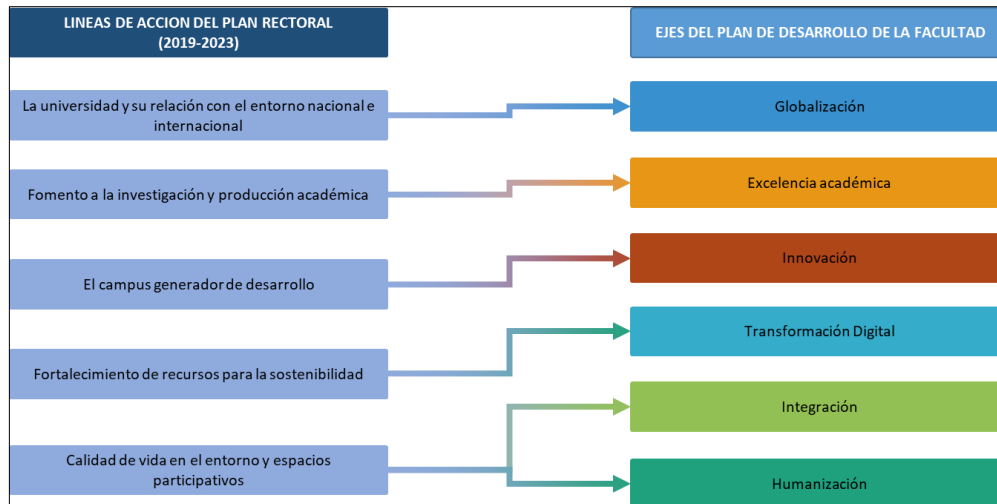 LINEAS DE ACCION DEL PLAN RECTORAL
(2019-2023)
EJES DEL PLAN DE DESARROLLO DE LA FACULTAD
La universidad y su relación con el entorno nacional e
internacional
Globalización
Fomento a la investigación y producción académica
Excelencia académica
El campus generador de desarrollo
Innovación
Fortalecimiento de recursos para la sostenibilidad
Transformación Digital
Calidad de vida en el entorno y espacios
participativos
Integración
Humanización